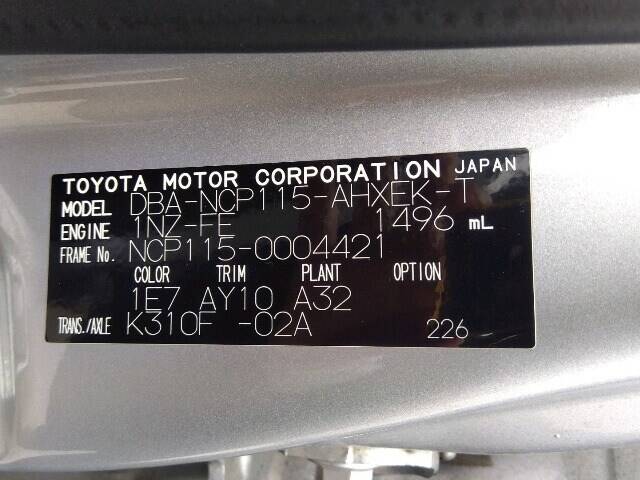 TOYOTA MOTOR CORPORATION JAPAN
MODEL DBA-NCP115-AHXEK-T
ENGINE 1NZ-FE 1496 mL
FRAME No. NCP115-0004421
COLOR TRIM PLANT OPTION
1E7 AY10 A32
TRANS./AXLE K310F -02A 226